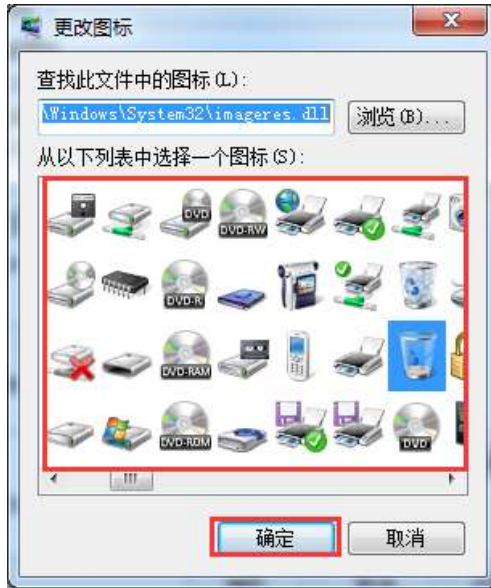 更改图标
查找此文件中的图标(L):
\Windows\System32\imageres.dll
浏览(B)...
从以下列表中选择一个图标(S):
DVD
DVD-RW
DVD-R
DVD-RAM
DVD-ROM
DVD
确定
取消